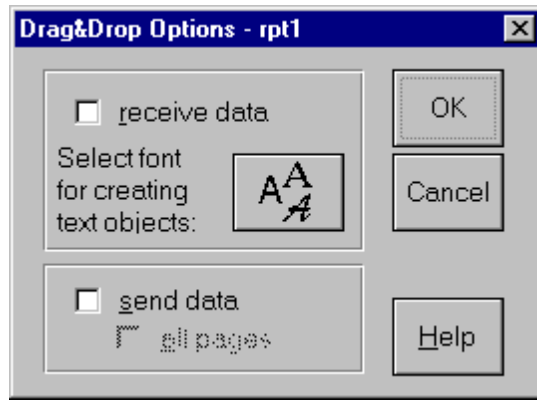 Drag&Drop Options - rpt1
receive data
OK
Select font
for creating
text objects:
AAA
Cancel
send data
all pages
Help